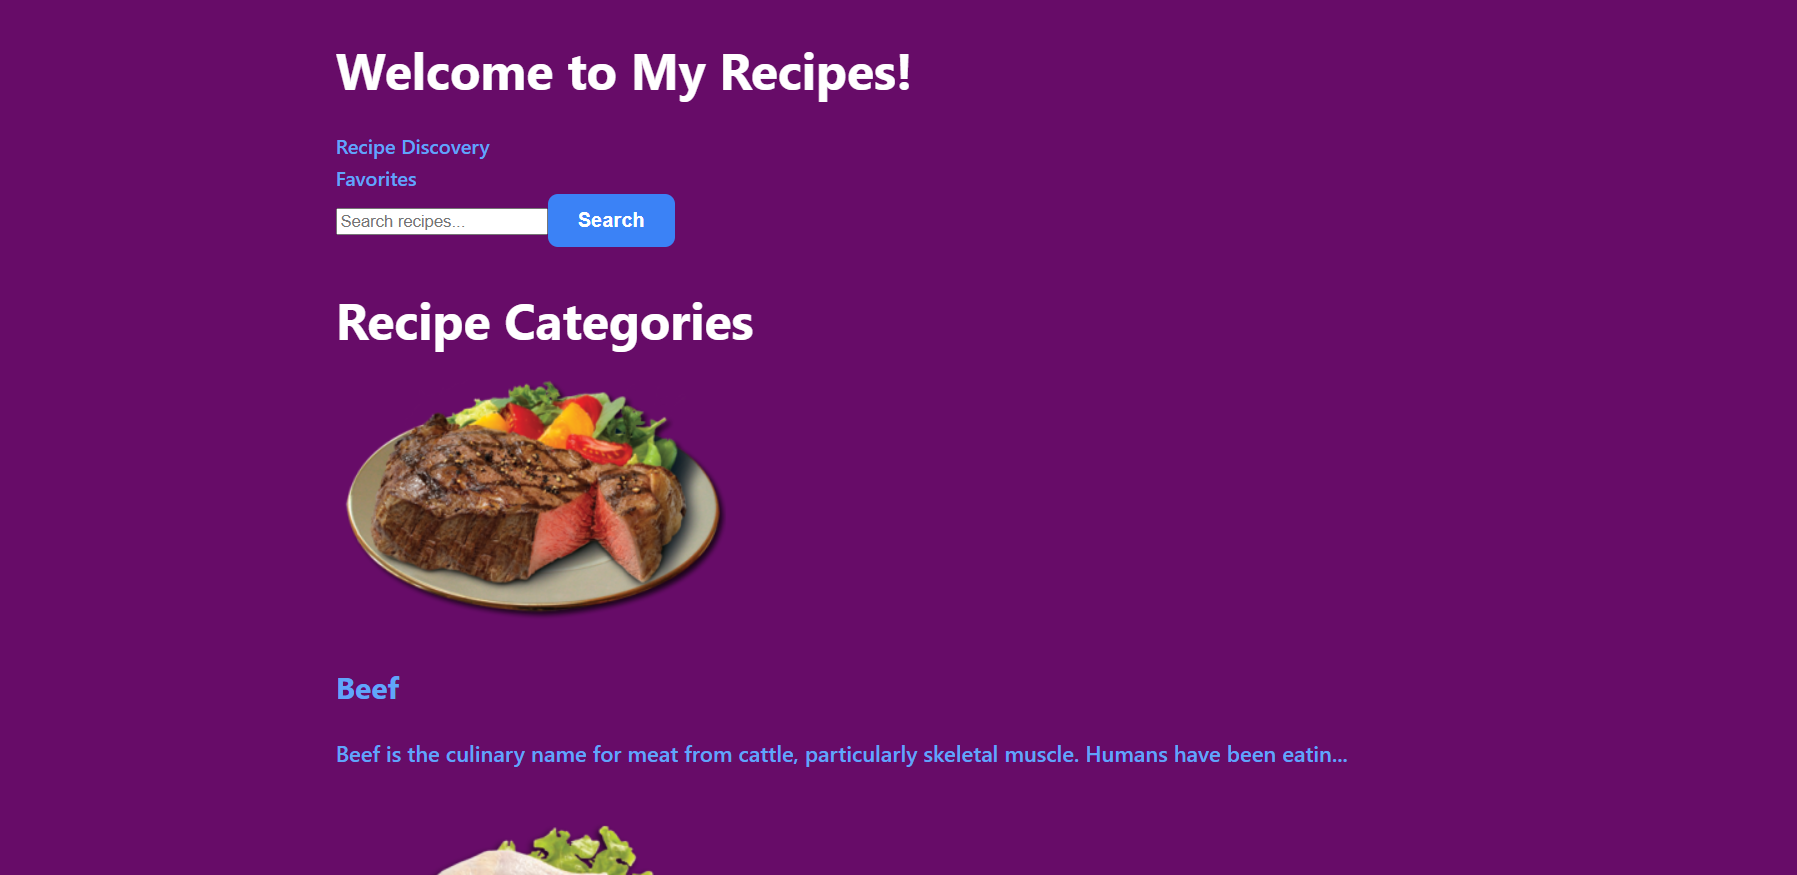 Welcome to My Recipes!
Recipe Discovery
Favorites
Search recipes...
Search
Recipe Categories
Beef
Beef is the culinary name for meat from cattle, particularly skeletal muscle. Humans have been eatin...